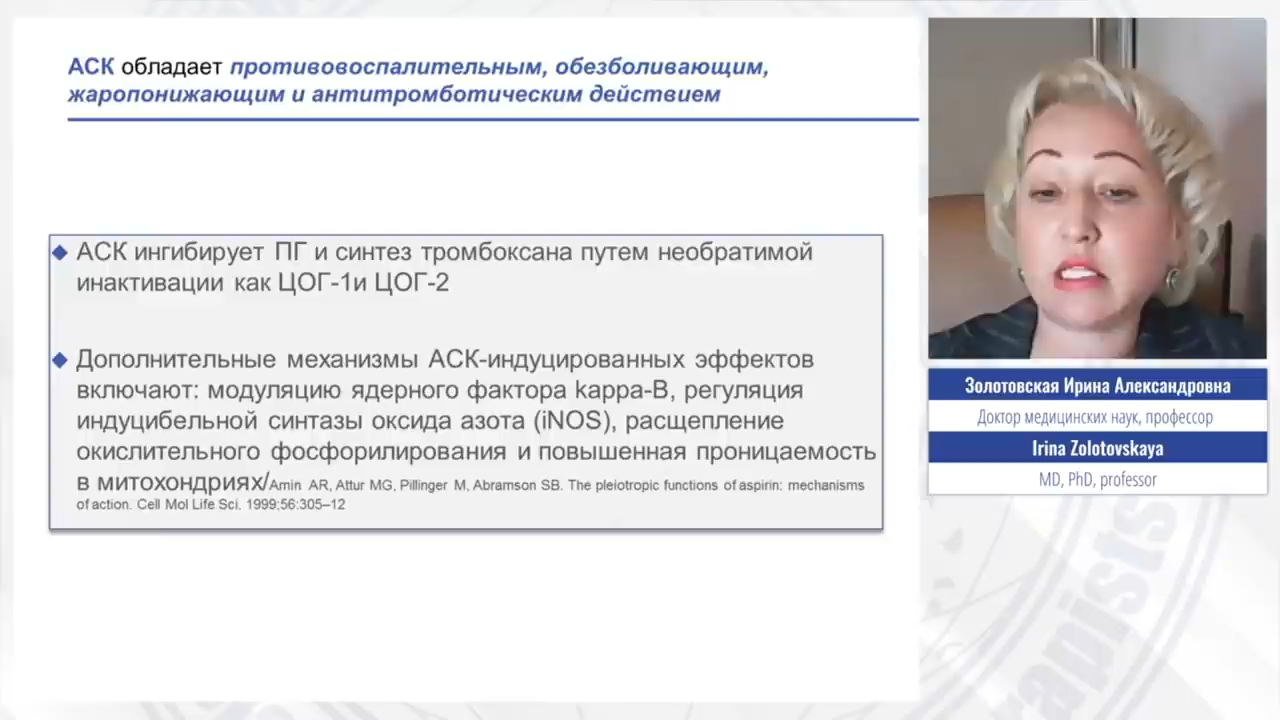 АСК обладает противовоспалительным, обезболивающим,
жаропонижающим и антитромботическим действием
АСК ингибирует ПГ и синтез тромбоксана путем необратимой
инактивации как ЦОГ-1и ЦОГ-2
Дополнительные механизмы АСК-индуцированных эффектов
включают: модуляцию ядерного фактора kappa-B, регуляция
индуцибельной синтазы оксида азота (iNOS), расщепление
окислительного фосфорилирования и повышенная проницаемость
в митохондриях/Amin AR, Attur MG, Pillinger M, Abramson SB. The pleiotropic functions of aspirin: mechanisms
of action. Cell Mol Life Sci. 1999;56:305–12
Золотовская Ирина Александровна
Доктор медицинских наук, профессор
Irina Zolotovskaya
MD, PhD, professor